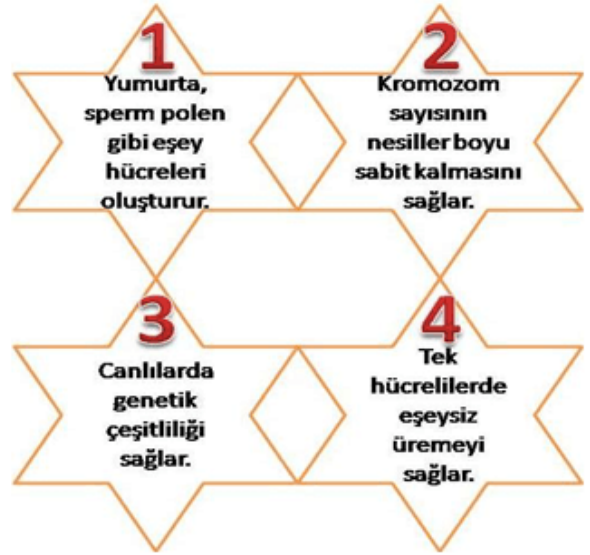 1
Yumurta,
sperm polen
gibi eşey
hücreleri
oluşturur.
2
Kromozom
sayısının
nesiller boyu
sabit kalmasını
sağlar.
3
Canlılarda
genetik
çeşitliliği
sağlar.
4
Tek
hücrelilerde
eşeysiz
üremeyi
sağlar.